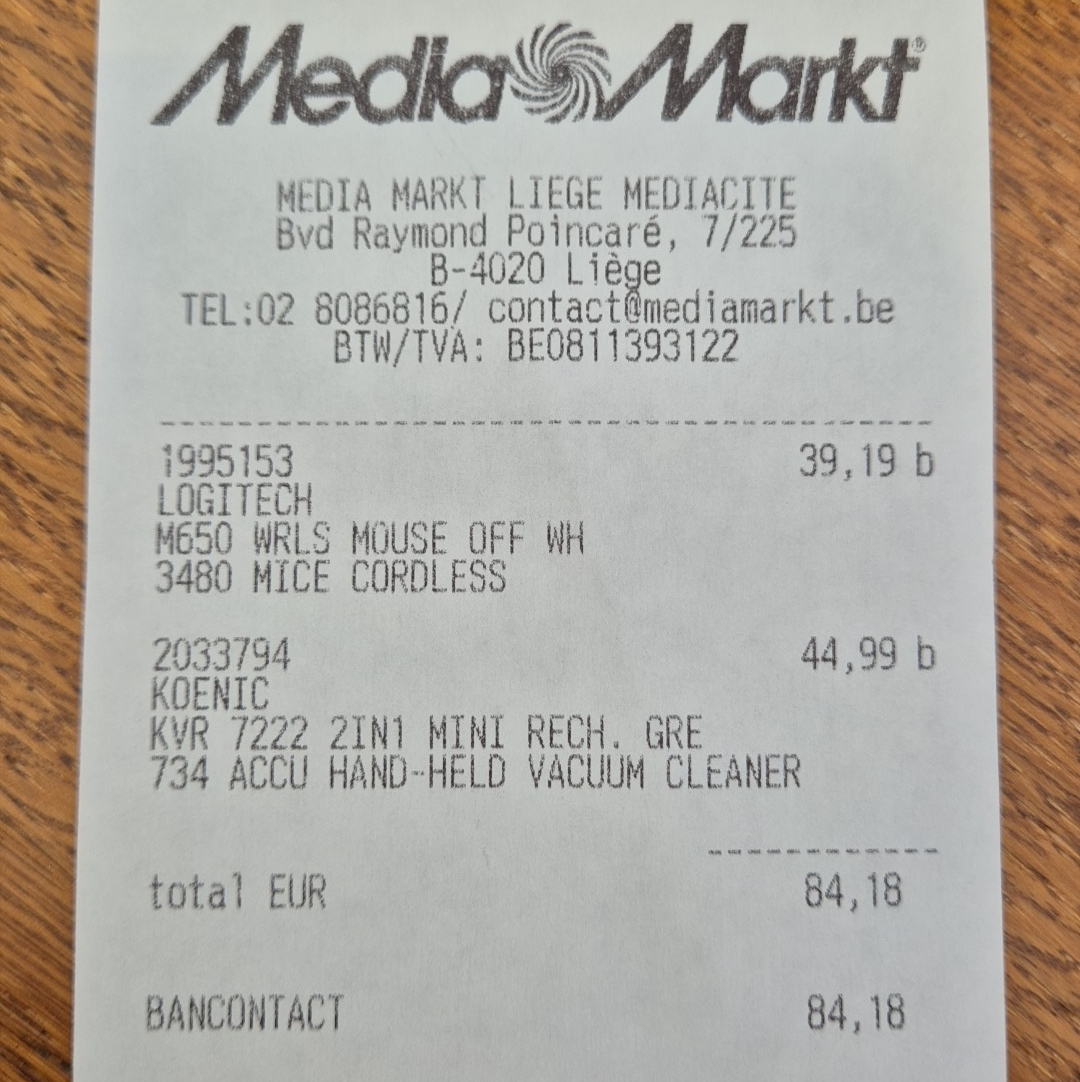 Media Markt®
MEDIA MARKT LIEGE MEDIACITE
Bvd Raymond Poincaré, 7/225
B-4020 Liège
TEL:02 8086816/ contact@mediamarkt.be
BTW/TVA: BE0811393122
1995153 39,19 b
LOGITECH
M650 WRLS MOUSE OFF WH
3480 MICE CORDLESS
2033794 44,99 b
KOENIC
KVR 7222 2IN1 MINI RECH. GRE
734 ACCU HAND-HELD VACUUM CLEANER
total EUR 84,18
BANCONTACT 84,18